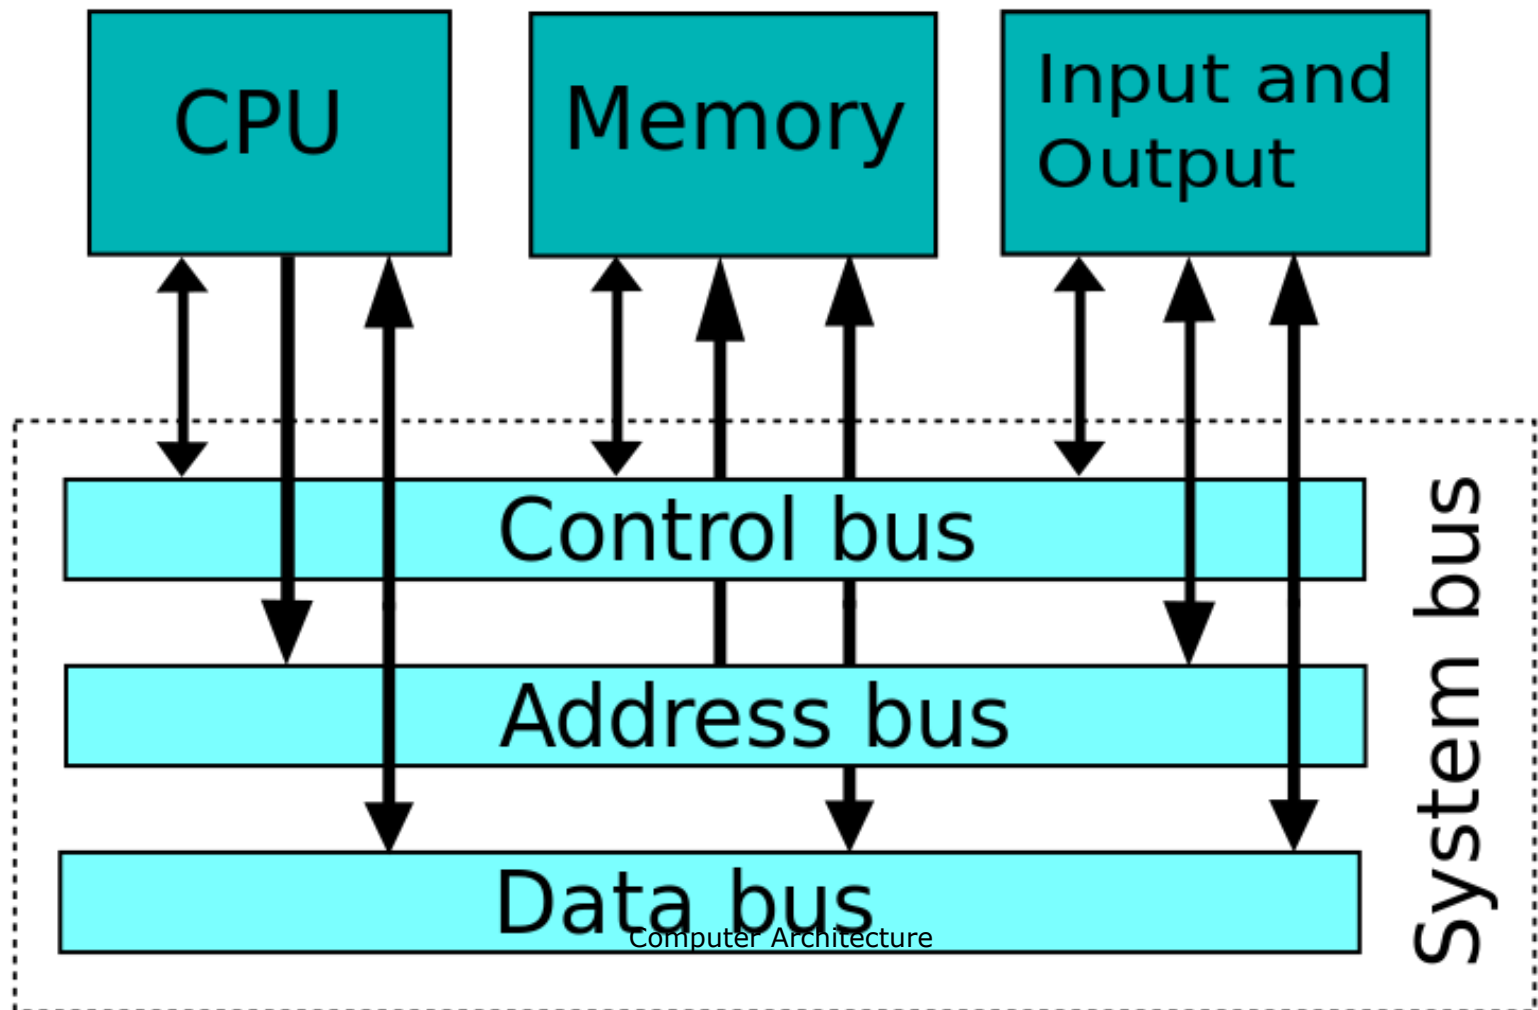 CPU
Memory
Input and
Output
Control bus
Address bus
Data bus
System bus
Computer Architecture